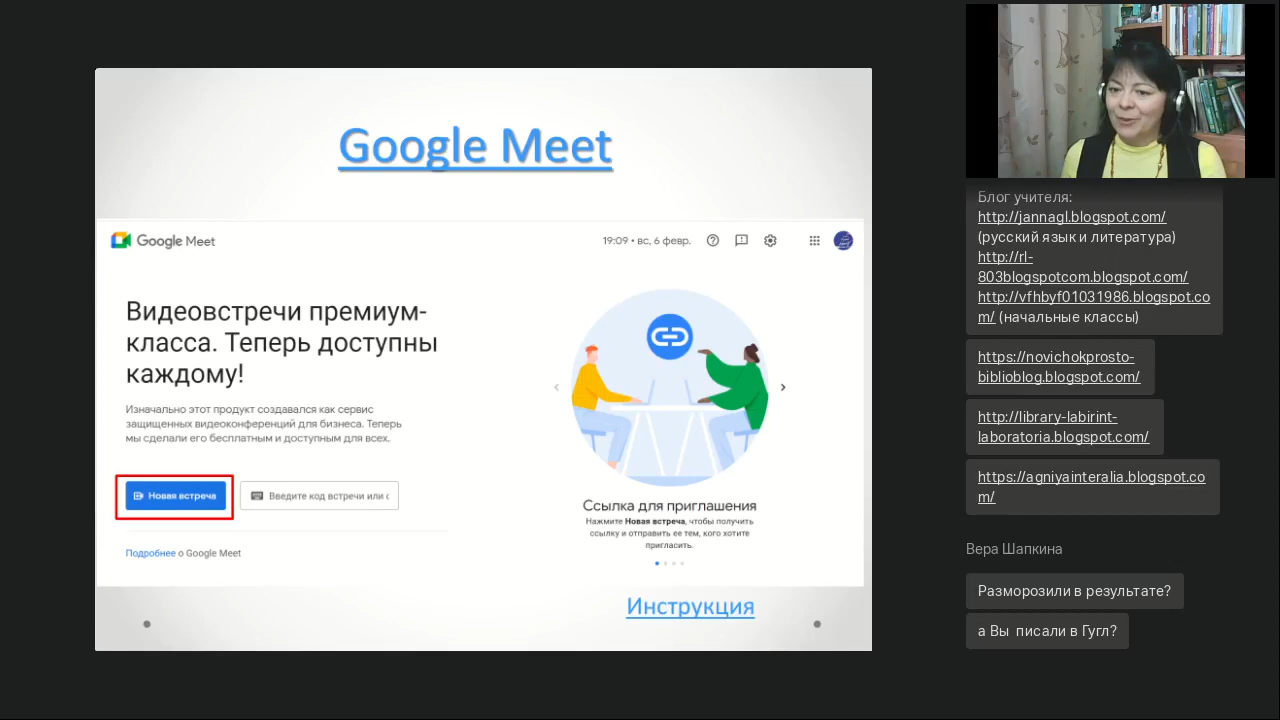 Google Meet
Google Meet
19:09 • вс, 6 февр.
Видеовстречи премиум-
класса. Теперь доступны
каждому!
Изначально этот продукт создавался как сервис
защищенных видеоконференций для бизнеса. Теперь
мы сделали его бесплатным и доступным для всех.
Новая встреча
Введите код встречи или с
Подробнее о Google Meet
Ссылка для приглашения
Нажмите Новая встреча, чтобы получить
ссылку и отправить ее тем, кого хотите
пригласить.
Инструкция
Блог учителя:
http://jannagl.blogspot.com/
(русский язык и литература)
http://rl-
803blogspotcom.blogspot.com/
http://vfhbyf01031986.blogspot.co
m/ (начальные классы)
https://novichokprosto-
biblioblog.blogspot.com/
http://library-labirint-
laboratoria.blogspot.com/
https://agniyainteralia.blogspot.co
m/
Вера Шапкина
Разморозили в результате?
а Вы писали в Гугл?